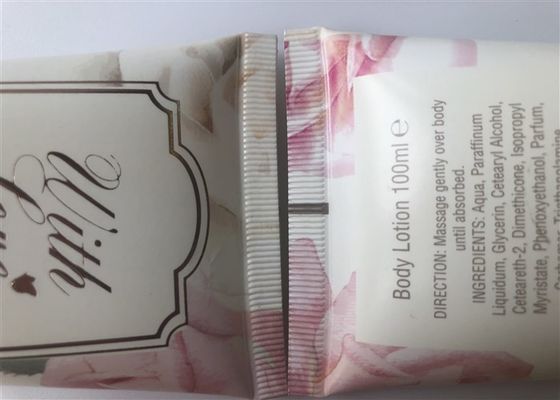 With
Love
Body Lotion 100ml ℮
DIRECTION: Massage gently over body
until absorbed.
INGREDIENTS: Aqua, Paraffinum
Liquidum, Glycerin, Cetearyl Alcohol,
Ceteareth-2, Dimethicone, Isopropyl
Myristate, Phenoxyethanol, Parfum,